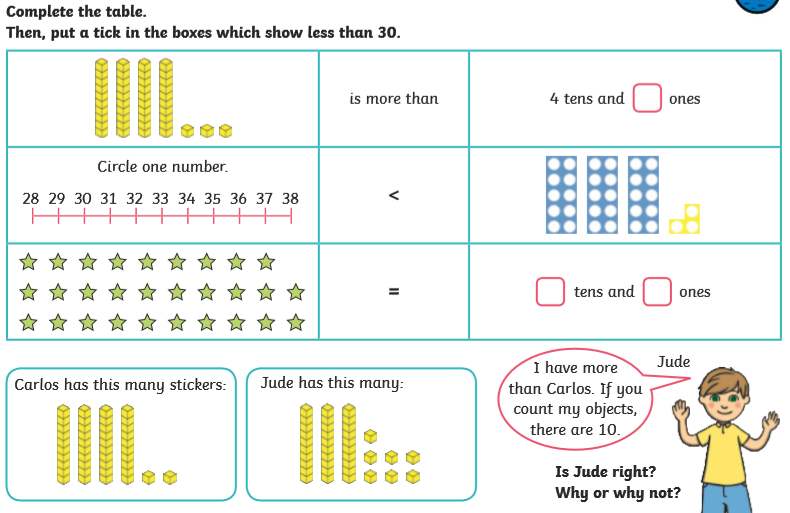 Complete the table.
Then, put a tick in the boxes which show less than 30.
is more than
4 tens and ones
Circle one number.
28 29 30 31 32 33 34 35 36 37 38
<
=
tens and ones
Carlos has this many stickers:
Jude has this many:
I have more
than Carlos. If you
count my objects,
there are 10.
Jude
Is Jude right?
Why or why not?